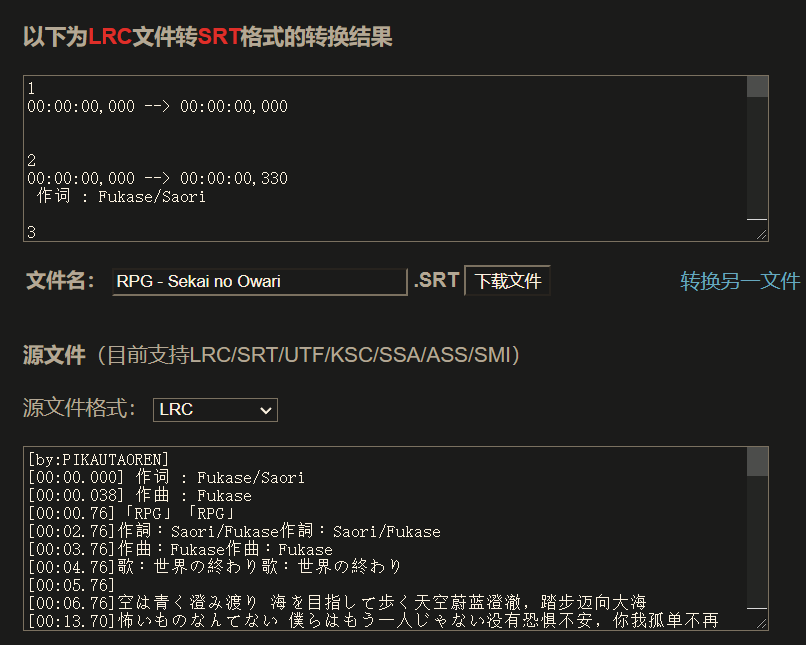 以下为LRC文件转SRT格式的转换结果
1
00:00:00,000 --> 00:00:00,000
2
00:00:00,000 --> 00:00:00,330
作词 : Fukase/Saori
3
文件名： RPG - Sekai no Owari .SRT 下载文件 转换另一文件
源文件（目前支持LRC/SRT/UTF/KSC/SSA/ASS/SMI）
源文件格式： LRC
[by:PIKAUTAOREN]
[00:00.000] 作词 : Fukase/Saori
[00:00.038] 作曲 : Fukase
[00:00.76]「RPG」「RPG」
[00:02.76]作詞：Saori/Fukase作詞：Saori/Fukase
[00:03.76]作曲：Fukase作曲：Fukase
[00:04.76]歌：世界の終わり歌：世界の終わり
[00:05.76]
[00:06.76]空は青く澄み渡り 海を目指して歩く天空蔚蓝澄澈，踏步迈向大海
[00:13.70]怖いものなんてない 僕らはもう一人じゃない没有恐惧不安，你我孤单不再